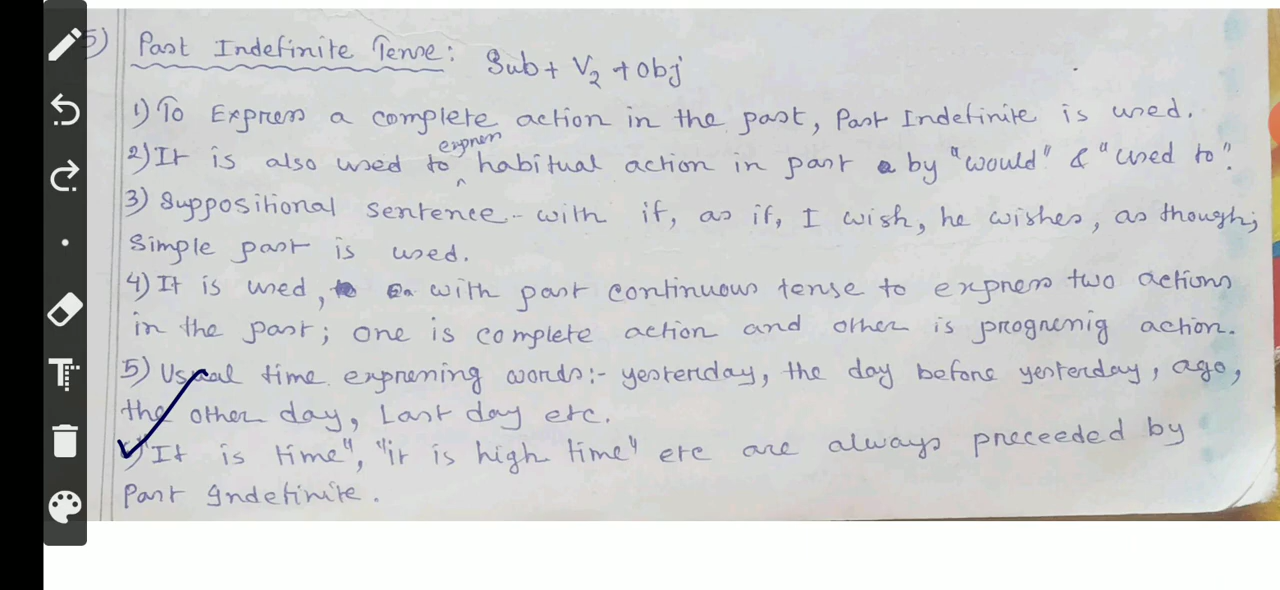 5) Past Indefinite Tense: Sub + V2 + Obj
1) To Express a complete action in the past, Past Indefinite is used.
2) It is also used to express habitual action in past by "would" & "used to".
3) Suppositional sentence - with if, as if, I wish, he wishes, as though;
Simple past is used.
4) It is used, with past continuous tense to express two actions
in the past; one is complete action and other is progressing action.
5) Usual time expressing words:- yesterday, the day before yesterday, ago,
the other day, Last day etc.
"It is time", "it is high time" etc are always preceeded by
Past Indefinite.